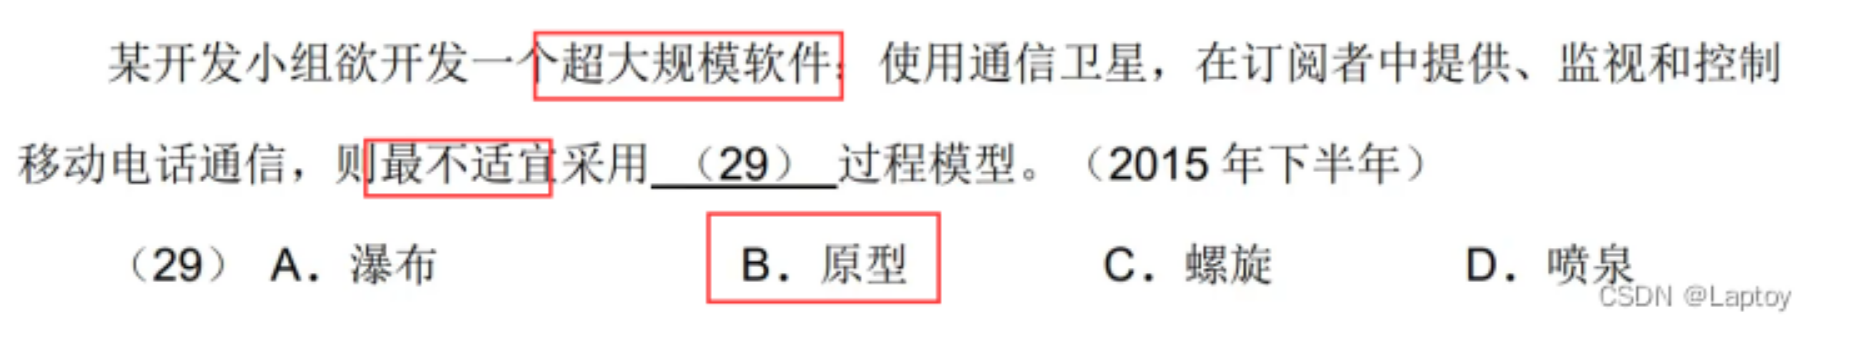 某开发小组欲开发一个超大规模软件：使用通信卫星，在订阅者中提供、监视和控制
移动电话通信，则最不适宜采用 （29） 过程模型。（2015 年下半年）
（29） A．瀑布 B．原型 C．螺旋 D．喷泉
CSDN @Laptoy